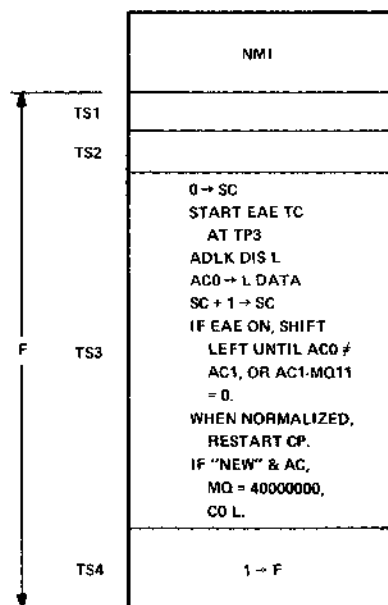 NMI
TS1
TS2
0 → SC
START EAE TC
AT TP3
ADLK DIS L
AC0 → L DATA
SC + 1 → SC
IF EAE ON, SHIFT
LEFT UNTIL AC0 ≠
AC1, OR AC1-MQ11
= 0.
WHEN NORMALIZED,
RESTART CP.
IF "NEW" & AC,
MQ = 40000000,
C0 L.
F
TS3
TS4
1 → F